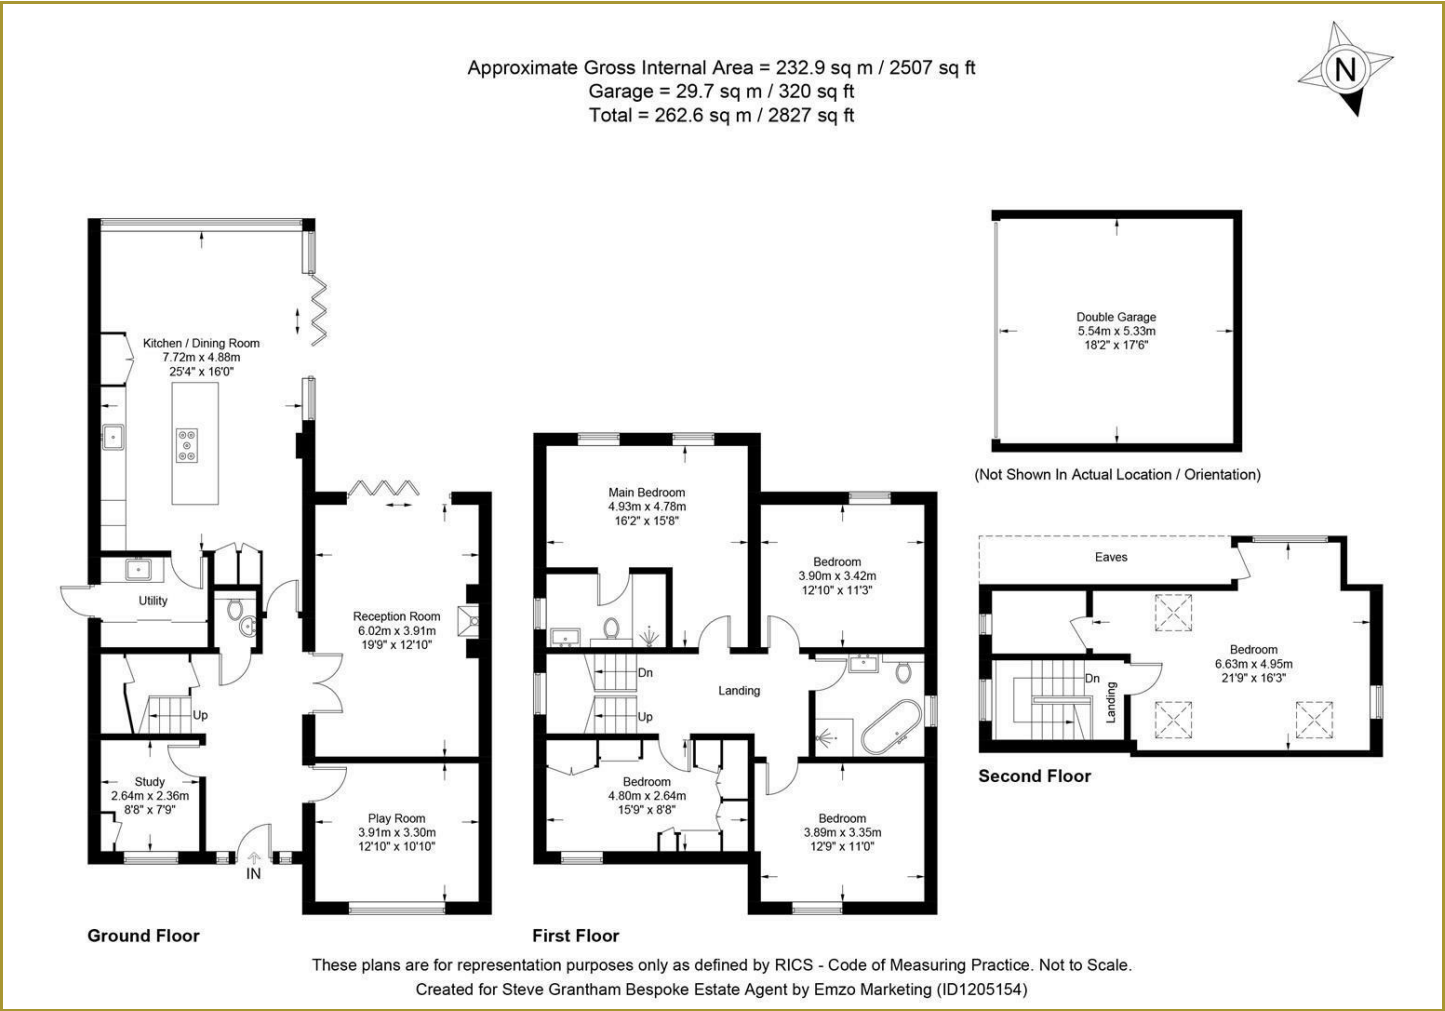 Approximate Gross Internal Area = 232.9 sq m / 2507 sq ft
Garage = 29.7 sq m / 320 sq ft
Total = 262.6 sq m / 2827 sq ft
N
Kitchen / Dining Room
7.72m x 4.88m
25'4" x 16'0"
Utility
Reception Room
6.02m x 3.91m
19'9" x 12'10"
Up
Study
2.64m x 2.36m
8'8" x 7'9"
Play Room
3.91m x 3.30m
12'10" x 10'10"
IN
Ground Floor
Main Bedroom
4.93m x 4.78m
16'2" x 15'8"
Bedroom
3.90m x 3.42m
12'10" x 11'3"
Dn
Landing
Up
Bedroom
4.80m x 2.64m
15'9" x 8'8"
Bedroom
3.89m x 3.35m
12'9" x 11'0"
First Floor
Double Garage
5.54m x 5.33m
18'2" x 17'6"
(Not Shown In Actual Location / Orientation)
Eaves
Bedroom
6.63m x 4.95m
21'9" x 16'3"
Dn
Landing
Second Floor
These plans are for representation purposes only as defined by RICS - Code of Measuring Practice. Not to Scale.
Created for Steve Grantham Bespoke Estate Agent by Emzo Marketing (ID1205154)